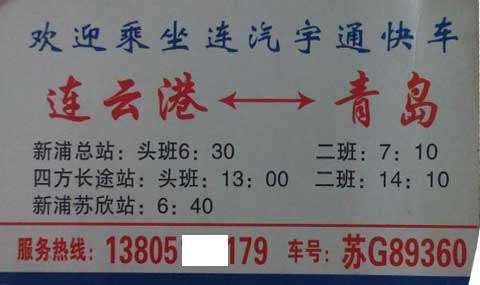 欢迎乘坐连汽宇通快车
连云港 ←→ 青岛
新浦总站：头班6：30 二班：7：10
四方长途站：头班：13：00 二班：14：10
新浦苏欣站：6：40
服务热线：13805 179 车号：苏G89360